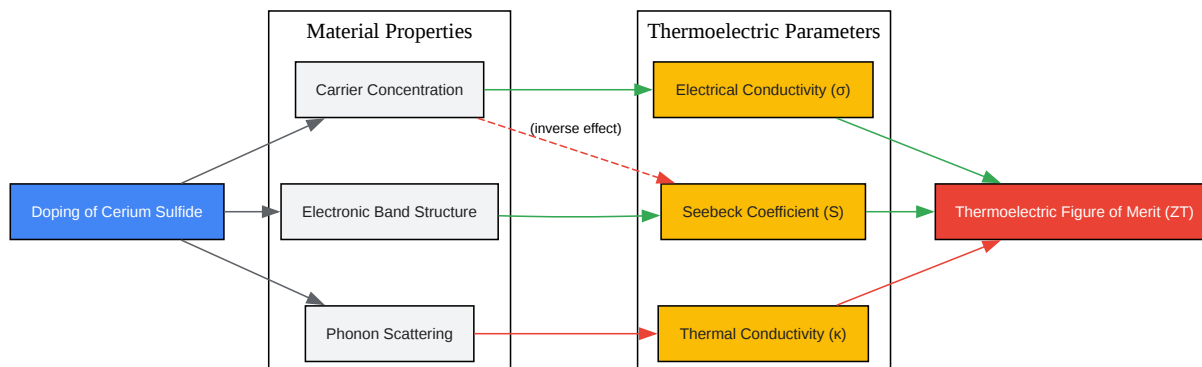 Material Properties
Thermoelectric Parameters
Carrier Concentration
Electrical Conductivity (σ)
(inverse effect)
Doping of Cerium Sulfide
Electronic Band Structure
Seebeck Coefficient (S)
Thermoelectric Figure of Merit (ZT)
Phonon Scattering
Thermal Conductivity (κ)